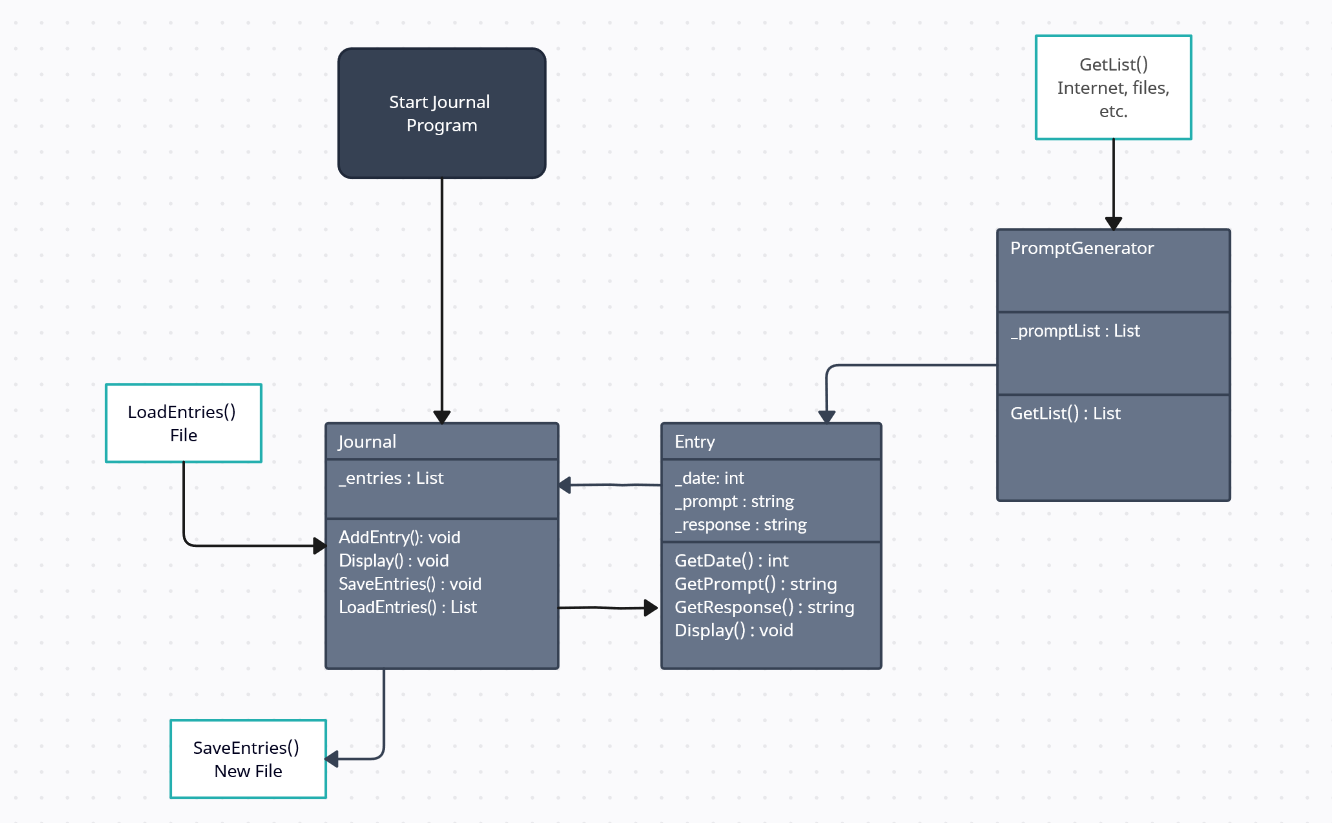 Start Journal
Program
GetList()
Internet, files,
etc.
PromptGenerator
_promptList : List
GetList() : List
LoadEntries()
File
Journal
_entries : List
AddEntry(): void
Display() : void
SaveEntries() : void
LoadEntries() : List
Entry
_date: int
_prompt : string
_response : string
GetDate() : int
GetPrompt() : string
GetResponse() : string
Display() : void
SaveEntries()
New File